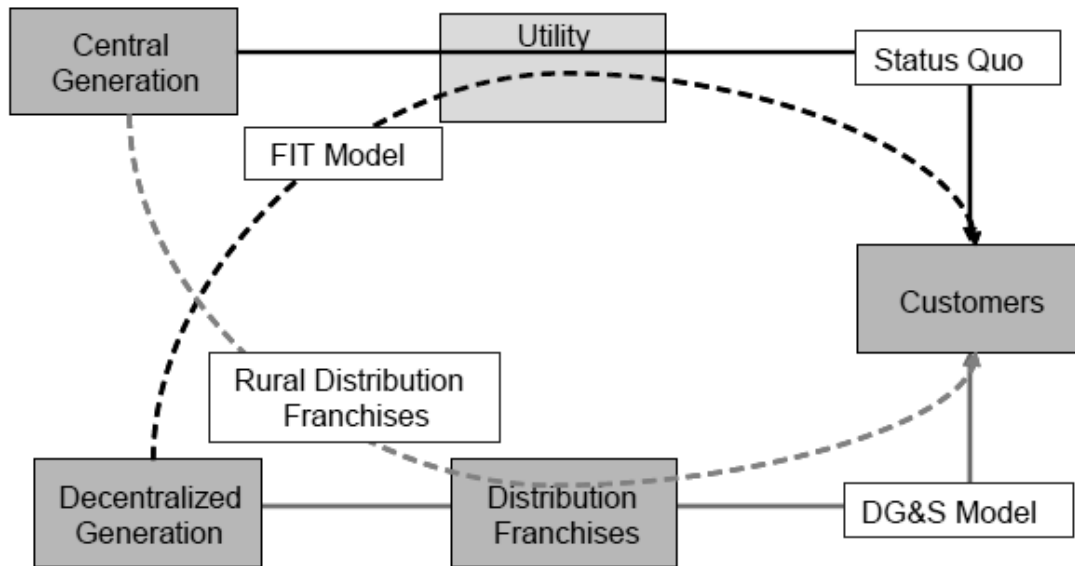 Central
Generation
Utility
Status Quo
FIT Model
Customers
Rural Distribution
Franchises
Decentralized
Generation
Distribution
Franchises
DG&S Model